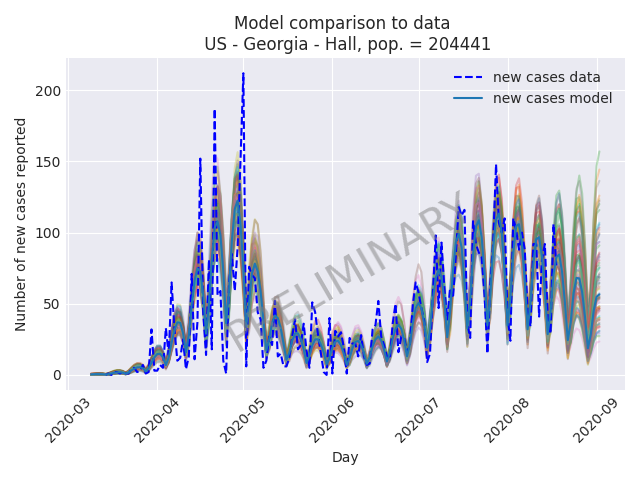 Model comparison to data
US - Georgia - Hall, pop. = 204441
new cases data
new cases model
PRELIMINARY
Number of new cases reported
200
150
100
50
0
2020-03
2020-04
2020-05
2020-06
2020-07
2020-08
2020-09
Day